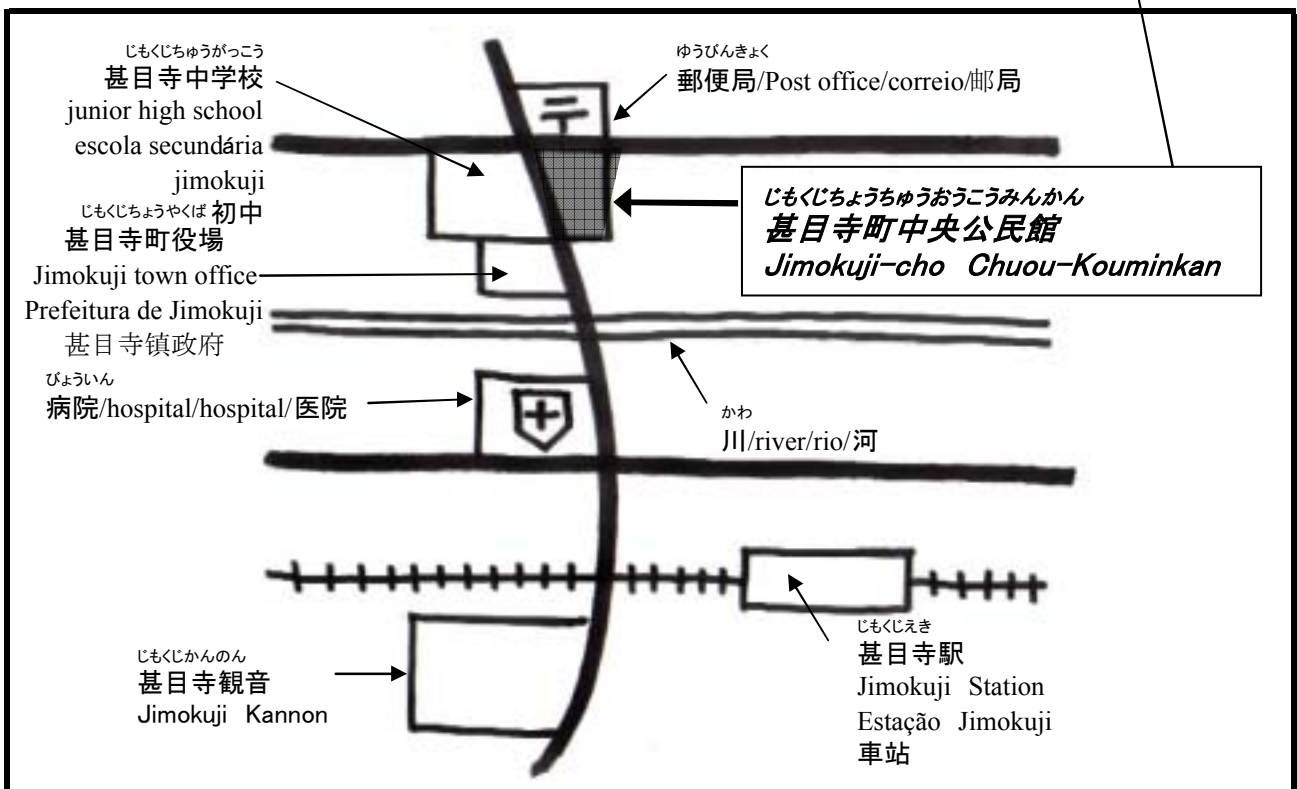 じもくじちゅうがっこう
甚目寺中学校
junior high school
escola secundária
jimokuji
初中
じもくじちょうやくば
甚目寺町役場
Jimokuji town office
Prefeitura de Jimokuji
甚目寺镇政府
びょういん
病院/hospital/hospital/医院
じもくじかんのん
甚目寺観音
Jimokuji Kannon
ゆうびんきょく
郵便局/Post office/correio/邮局
〒
じもくじちょうちゅうおうこうみんかん
甚目寺町中央公民館
Jimokuji-cho Chuou-Kouminkan
かわ
川/river/rio/河
じもくじえき
甚目寺駅
Jimokuji Station
Estação Jimokuji
車站